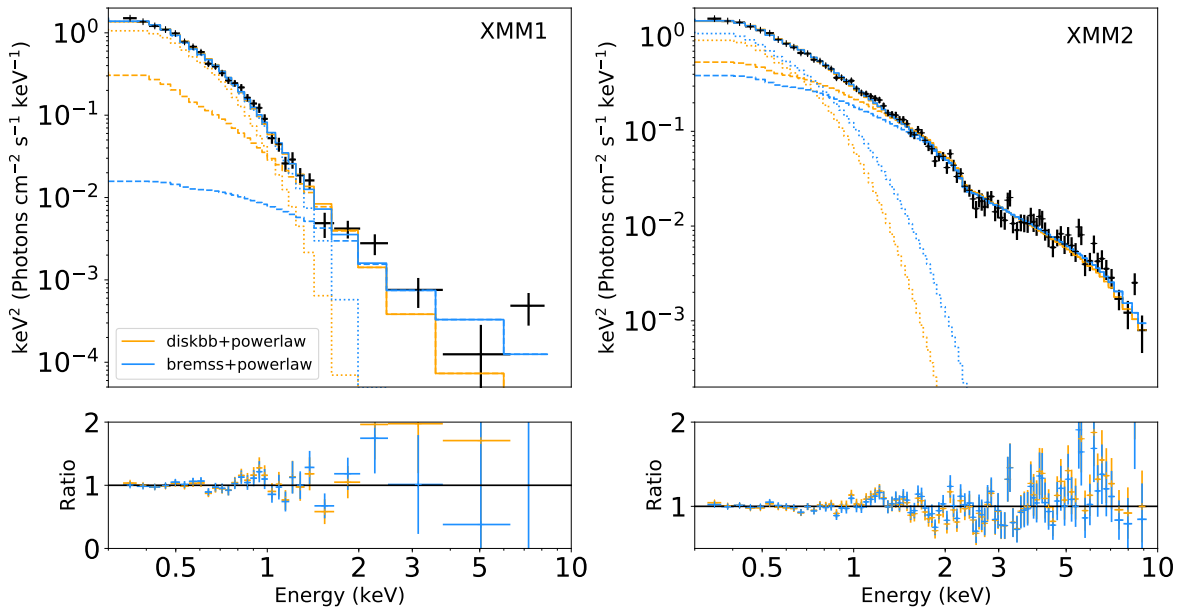 XMM1
keV² (Photons cm⁻² s⁻¹ keV⁻¹)
10⁰
10⁻¹
10⁻²
10⁻³
10⁻⁴
diskbb+powerlaw
bremss+powerlaw
Ratio
2
1
0
0.5 1 2 5 10
Energy (keV)
XMM2
keV² (Photons cm⁻² s⁻¹ keV⁻¹)
10⁰
10⁻¹
10⁻²
10⁻³
Ratio
2
1
0.5 1 2 3 5 10
Energy (keV)